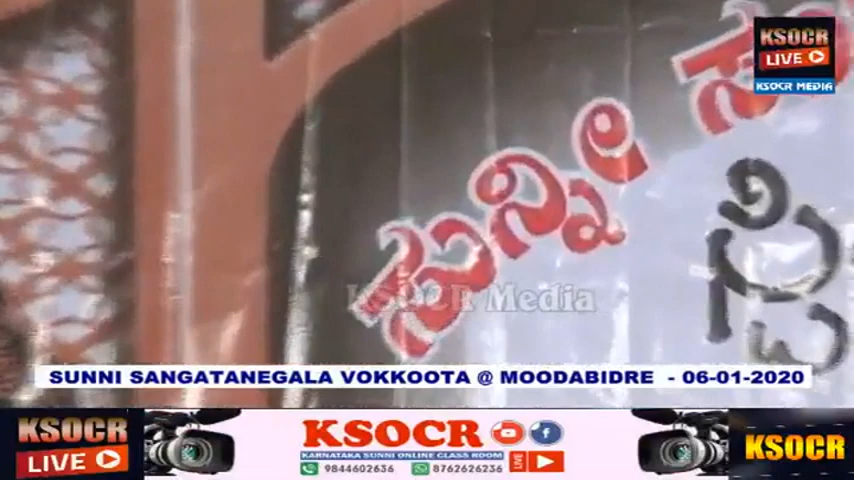 KSOCR
LIVE
KSOCR MEDIA
ಸುನ್ನೀ
KSOCR Media
SUNNI SANGATANEGALA VOKKOOTA @ MOODABIDRE - 06-01-2020
KSOCR
LIVE
KSOCR
KARNATAKA SUNNI ONLINE CLASS ROOM
9844602636 8762626236 LIVE
KSOCR